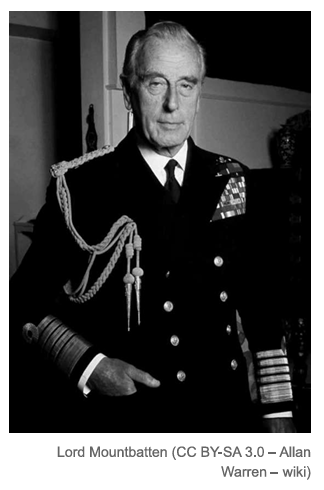 Lord Mountbatten (CC BY-SA 3.0 – Allan
Warren – wiki)